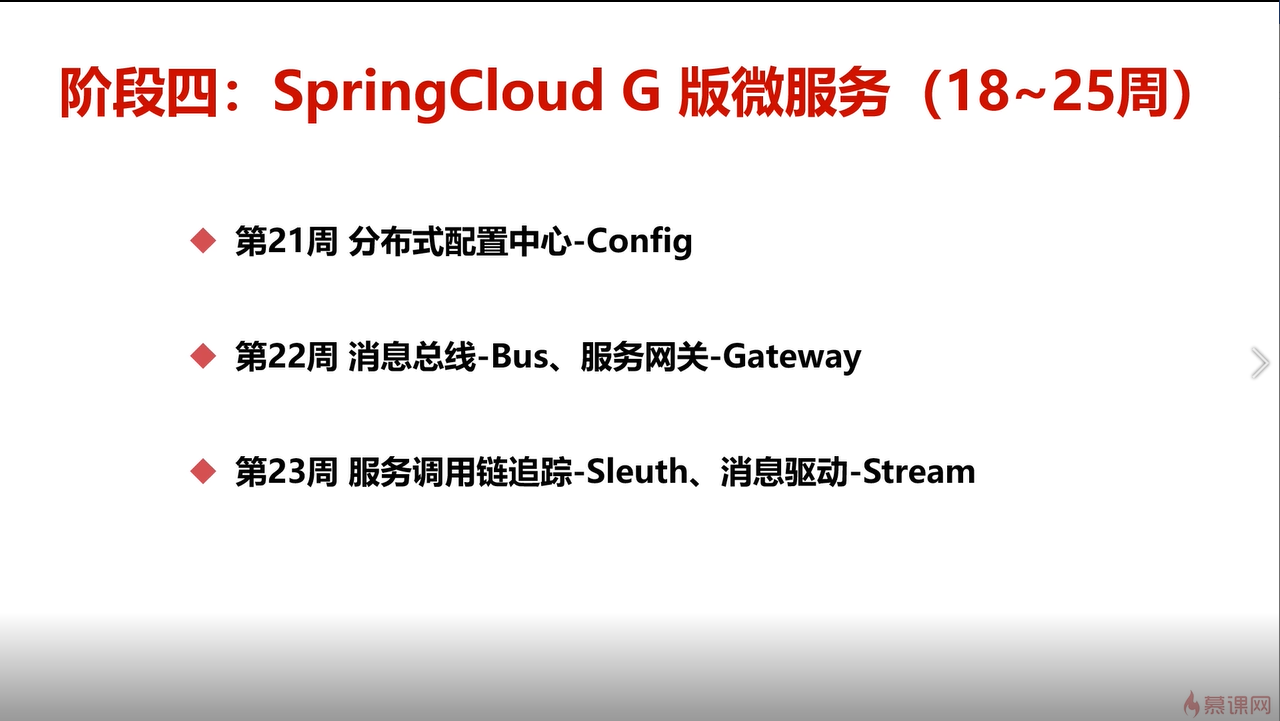 阶段四：SpringCloud G 版微服务（18~25周）
第21周 分布式配置中心-Config
第22周 消息总线-Bus、服务网关-Gateway
第23周 服务调用链追踪-Sleuth、消息驱动-Stream
慕课网